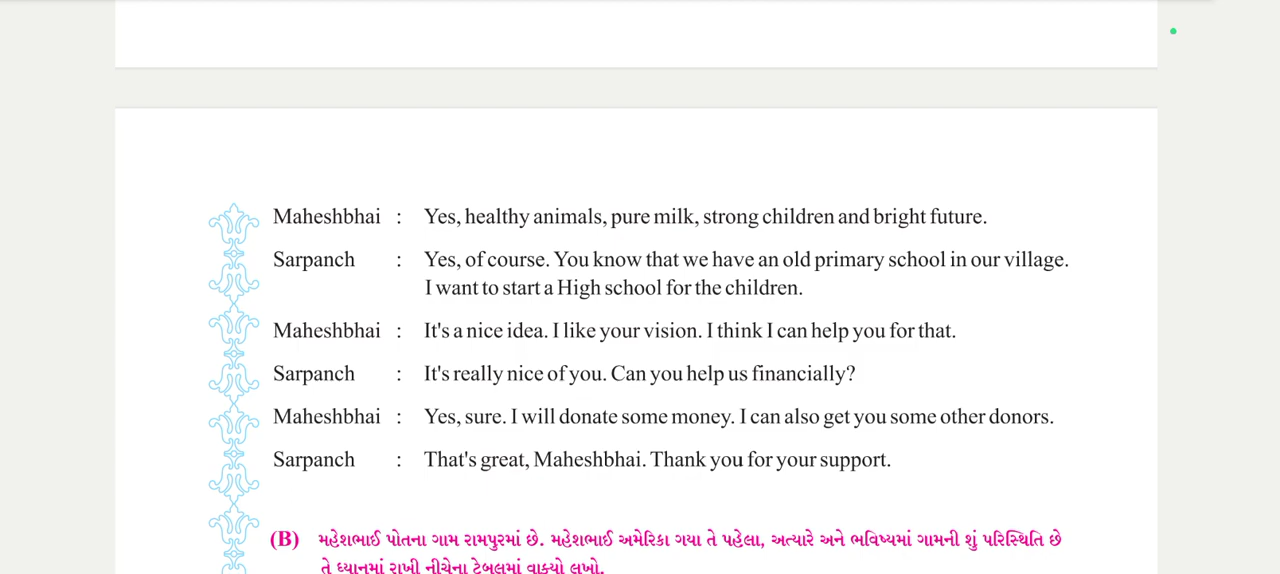 Maheshbhai : Yes, healthy animals, pure milk, strong children and bright future.
Sarpanch : Yes, of course. You know that we have an old primary school in our village.
I want to start a High school for the children.
Maheshbhai : It's a nice idea. I like your vision. I think I can help you for that.
Sarpanch : It's really nice of you. Can you help us financially?
Maheshbhai : Yes, sure. I will donate some money. I can also get you some other donors.
Sarpanch : That's great, Maheshbhai. Thank you for your support.
(B) મહેશભાઈ પોતના ગામ રામપુરમાં છે. મહેશભાઈ અમેરિકા ગયા તે પહેલા, અત્યારે અને ભવિષ્યમાં ગામની શું પરિસ્થિતિ છે
તે ધ્યાનમાં રાખી નીચેના ટેબલમાં વાક્યો લખો.